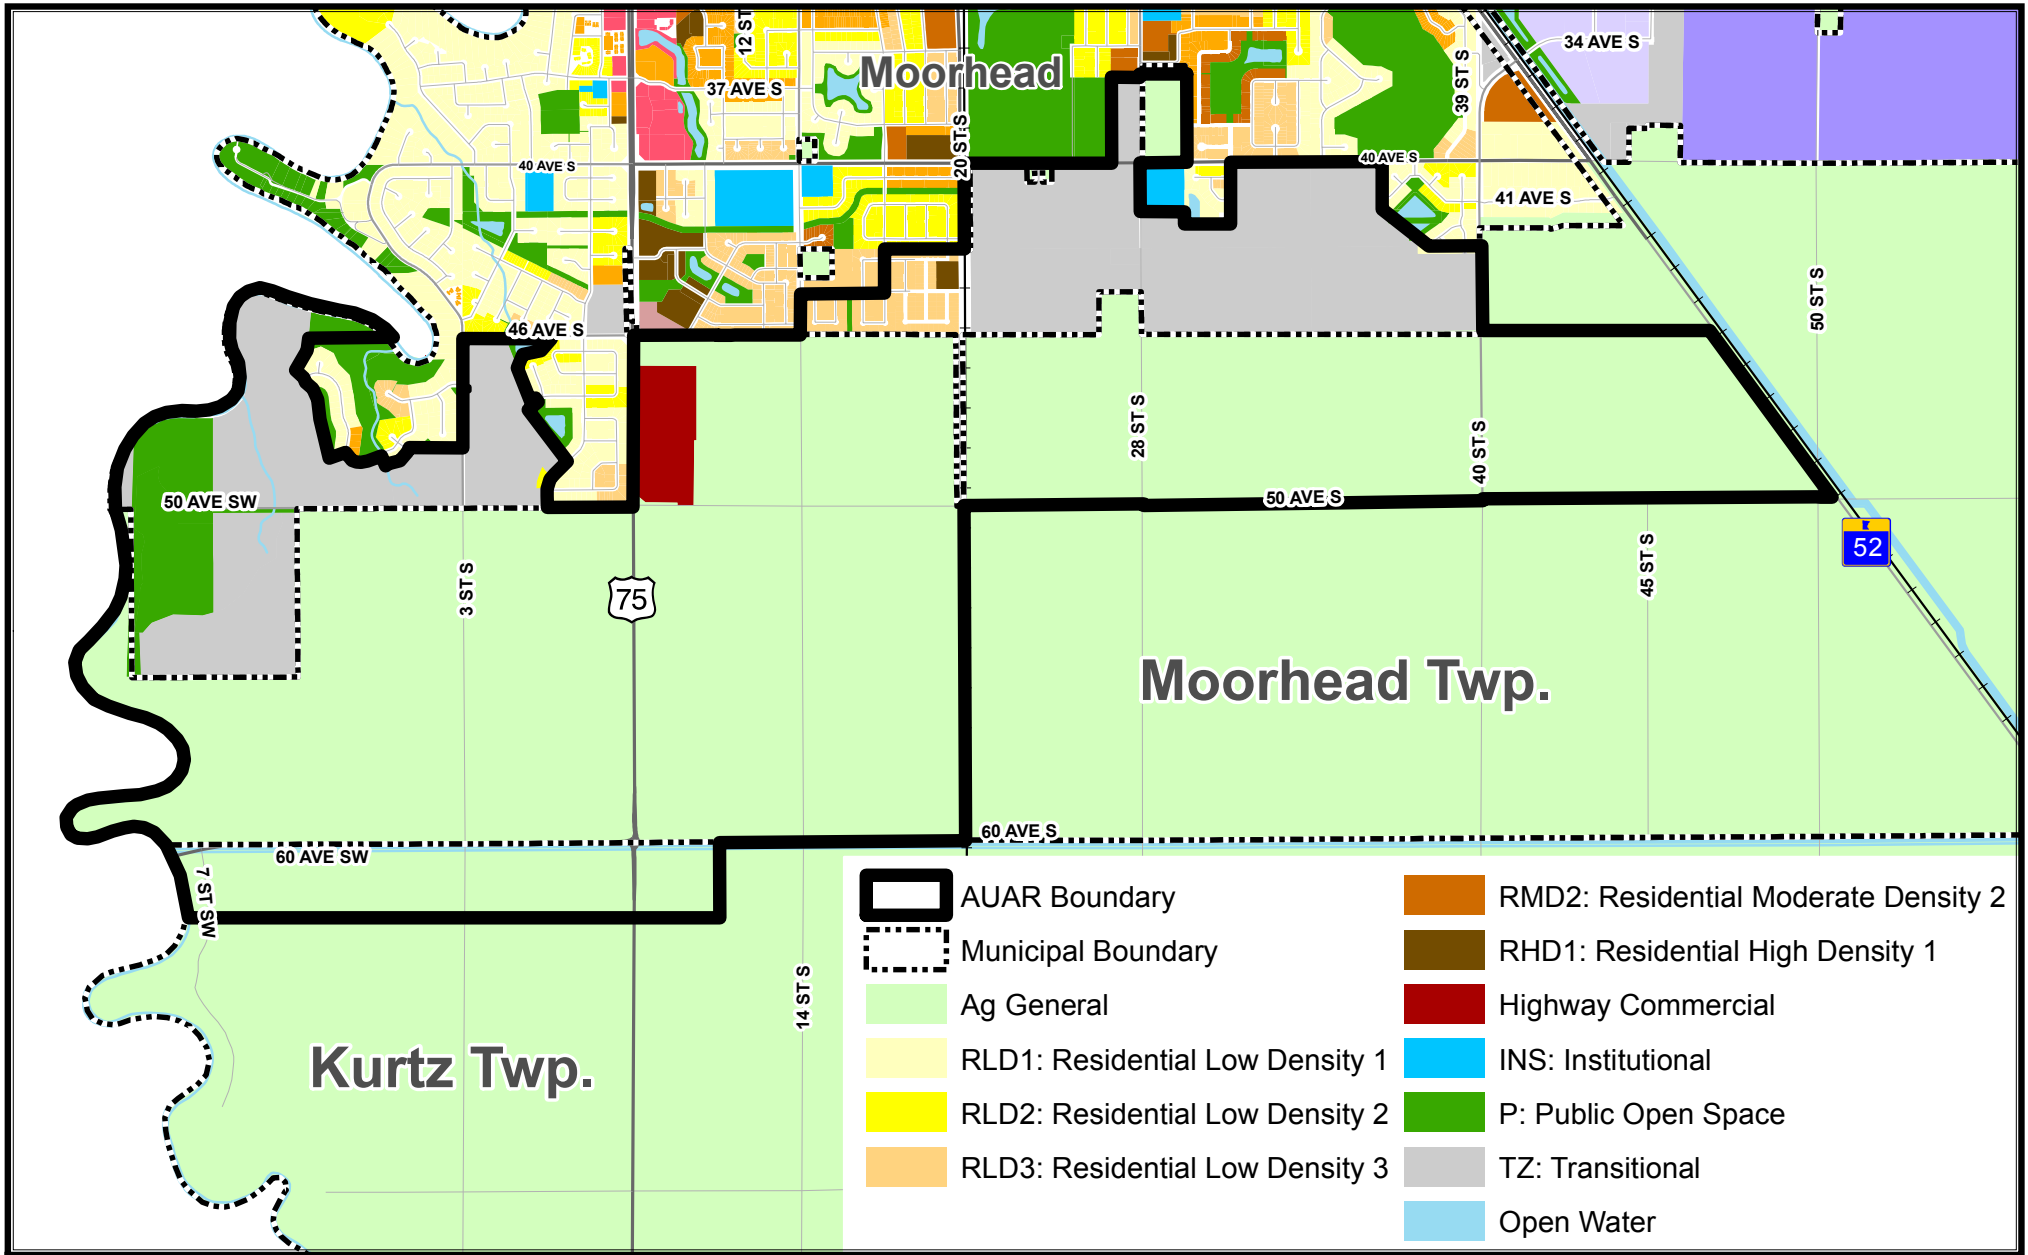 12 ST
34 AVE S
Moorhead
37 AVE S
39 ST S
20 ST S
40 AVE S
40 AVE S
41 AVE S
50 ST S
46 AVE S
28 ST S
40 ST S
50 AVE SW
50 AVE S
52
3 ST S
75
45 ST S
Moorhead Twp.
60 AVE S
60 AVE SW
7 ST SW
14 ST S
Kurtz Twp.
AUAR Boundary
Municipal Boundary
Ag General
RLD1: Residential Low Density 1
RLD2: Residential Low Density 2
RLD3: Residential Low Density 3
RMD2: Residential Moderate Density 2
RHD1: Residential High Density 1
Highway Commercial
INS: Institutional
P: Public Open Space
TZ: Transitional
Open Water